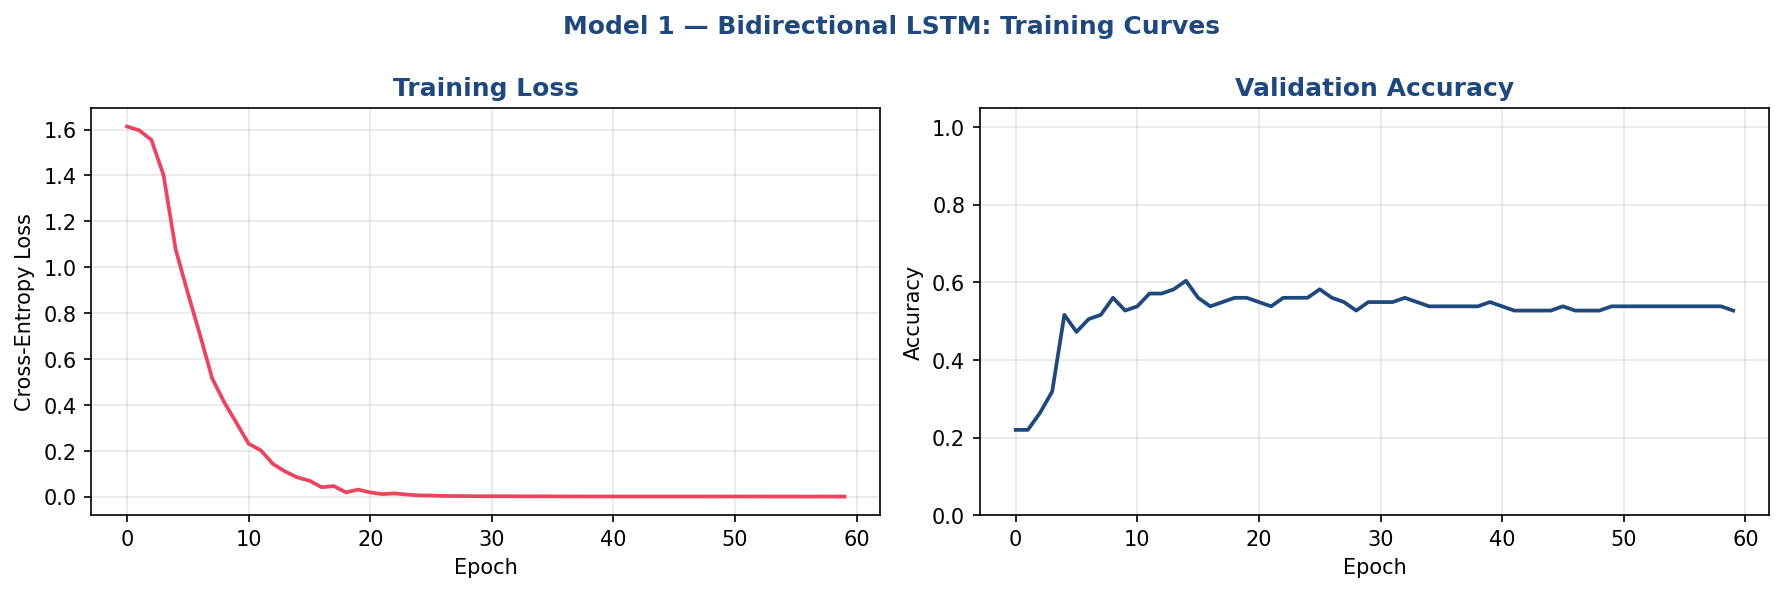 Model 1 — Bidirectional LSTM: Training Curves
Training Loss
Cross-Entropy Loss
1.6
1.4
1.2
1.0
0.8
0.6
0.4
0.2
0.0
0 10 20 30 40 50 60
Epoch
Validation Accuracy
Accuracy
1.0
0.8
0.6
0.4
0.2
0.0
0 10 20 30 40 50 60
Epoch